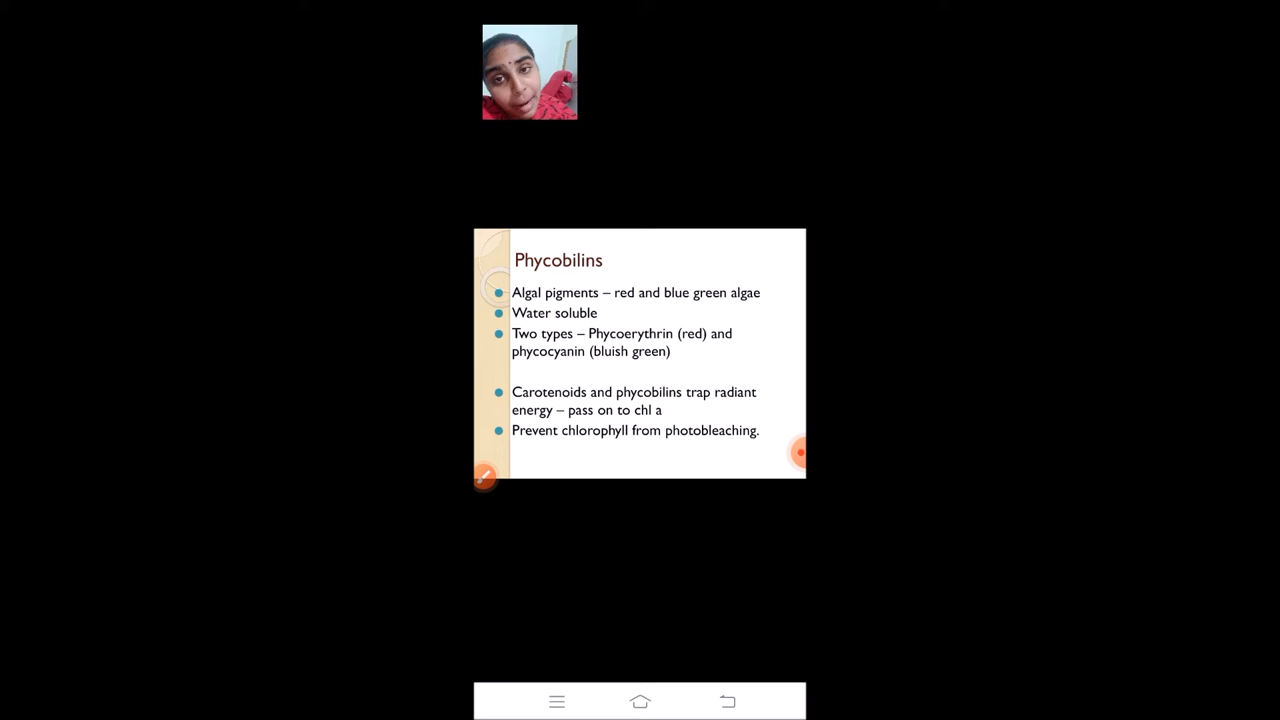 Phycobilins
Algal pigments – red and blue green algae
Water soluble
Two types – Phycoerythrin (red) and
phycocyanin (bluish green)
Carotenoids and phycobilins trap radiant
energy – pass on to chl a
Prevent chlorophyll from photobleaching.